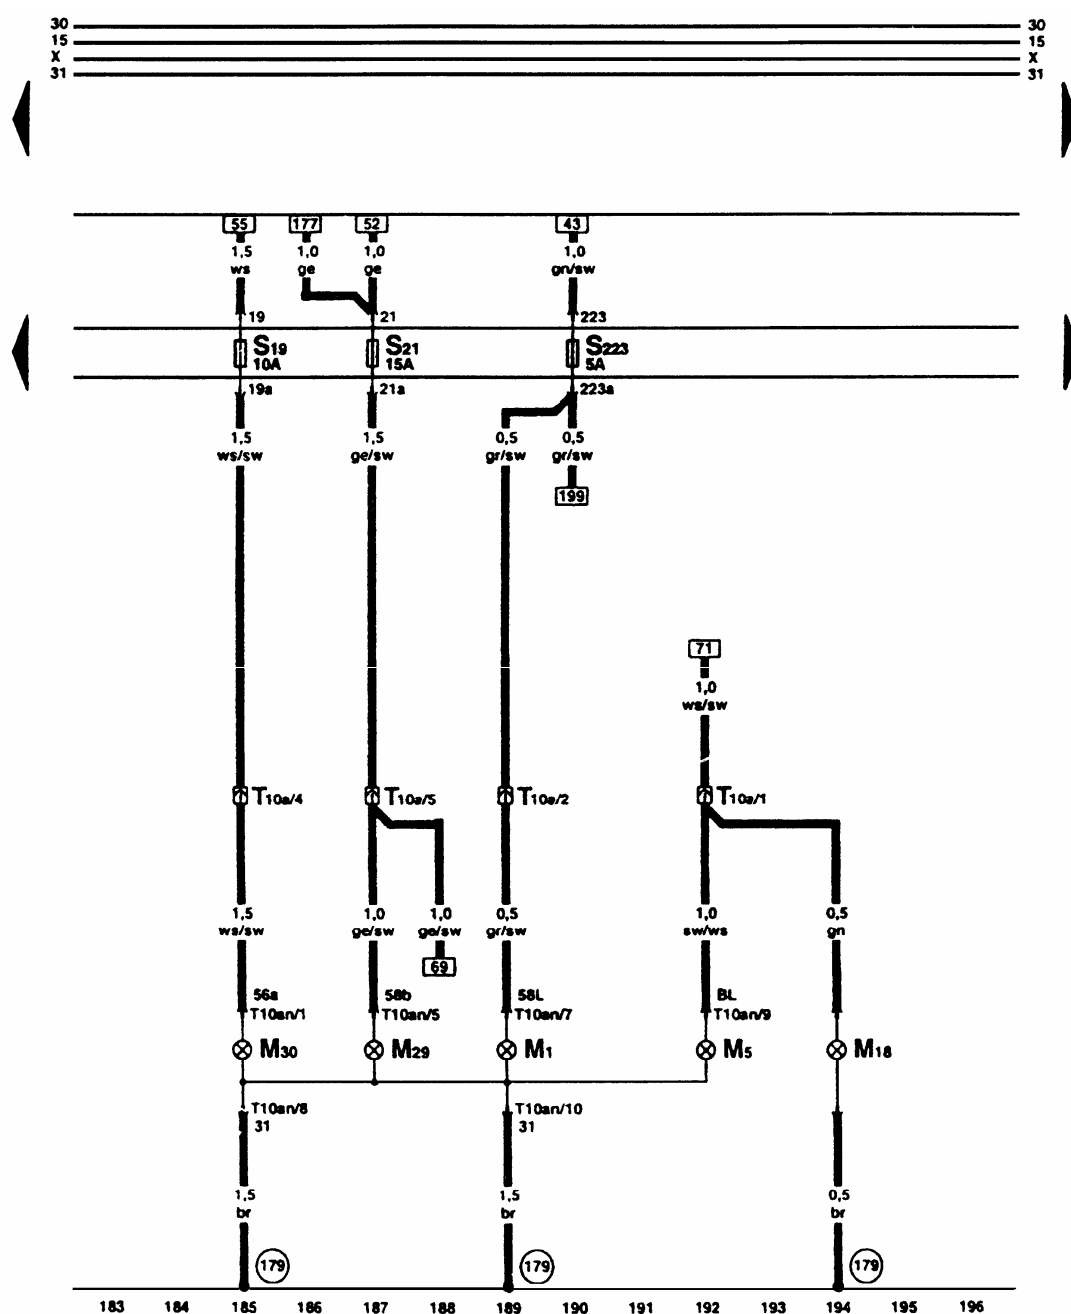 30 30
15 15
X X
31 31
55 177 52 43
1,5 1,0 1,0 1,0
ws ge ge gn/sw
19 21 223
S19 S21 S223
10A 15A 5A
19a 21a 223a
1,5 1,5 0,5 0,5
ws/sw ge/sw gr/sw gr/sw
199
71
1,0
ws/sw
T10a/4 T10a/5 T10a/2 T10a/1
1,5 1,0 1,0 0,5 1,0 0,5
ws/sw ge/sw ge/sw gr/sw sw/ws gn
69
56a 58b 58L BL
T10an/1 T10an/5 T10an/7 T10an/9
M30 M29 M1 M5 M18
T10an/8 T10an/10
31 31
1,5 1,5 0,5
br br br
179 179 179
183 184 185 186 187 188 189 190 191 192 193 194 195 196